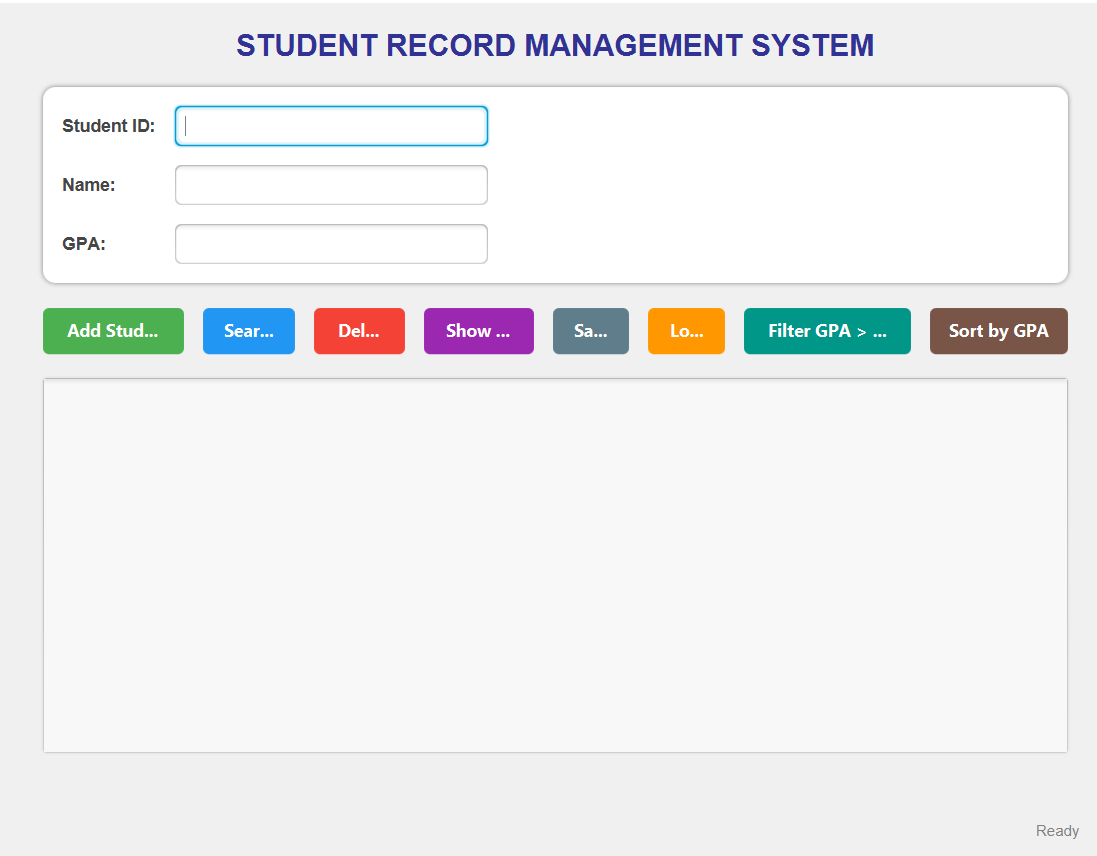 STUDENT RECORD MANAGEMENT SYSTEM
Student ID:
Name:
GPA:
Add Stud... Sear... Del... Show ... Sa... Lo... Filter GPA > ... Sort by GPA
Ready